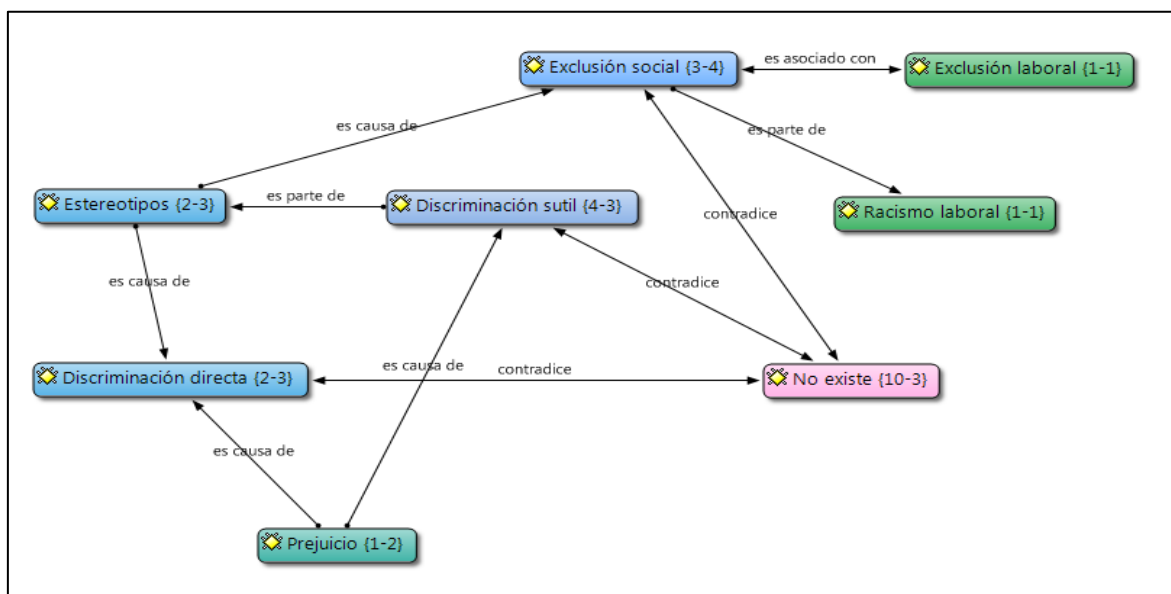 es asociado con
Exclusión social {3-4}
Exclusión laboral {1-1}
es causa de
es parte de
es parte de
Estereotipos {2-3}
Discriminación sutil {4-3}
Racismo laboral {1-1}
contradice
es causa de
contradice
es causa de
contradice
Discriminación directa {2-3}
No existe {10-3}
es causa de
Prejuicio {1-2}